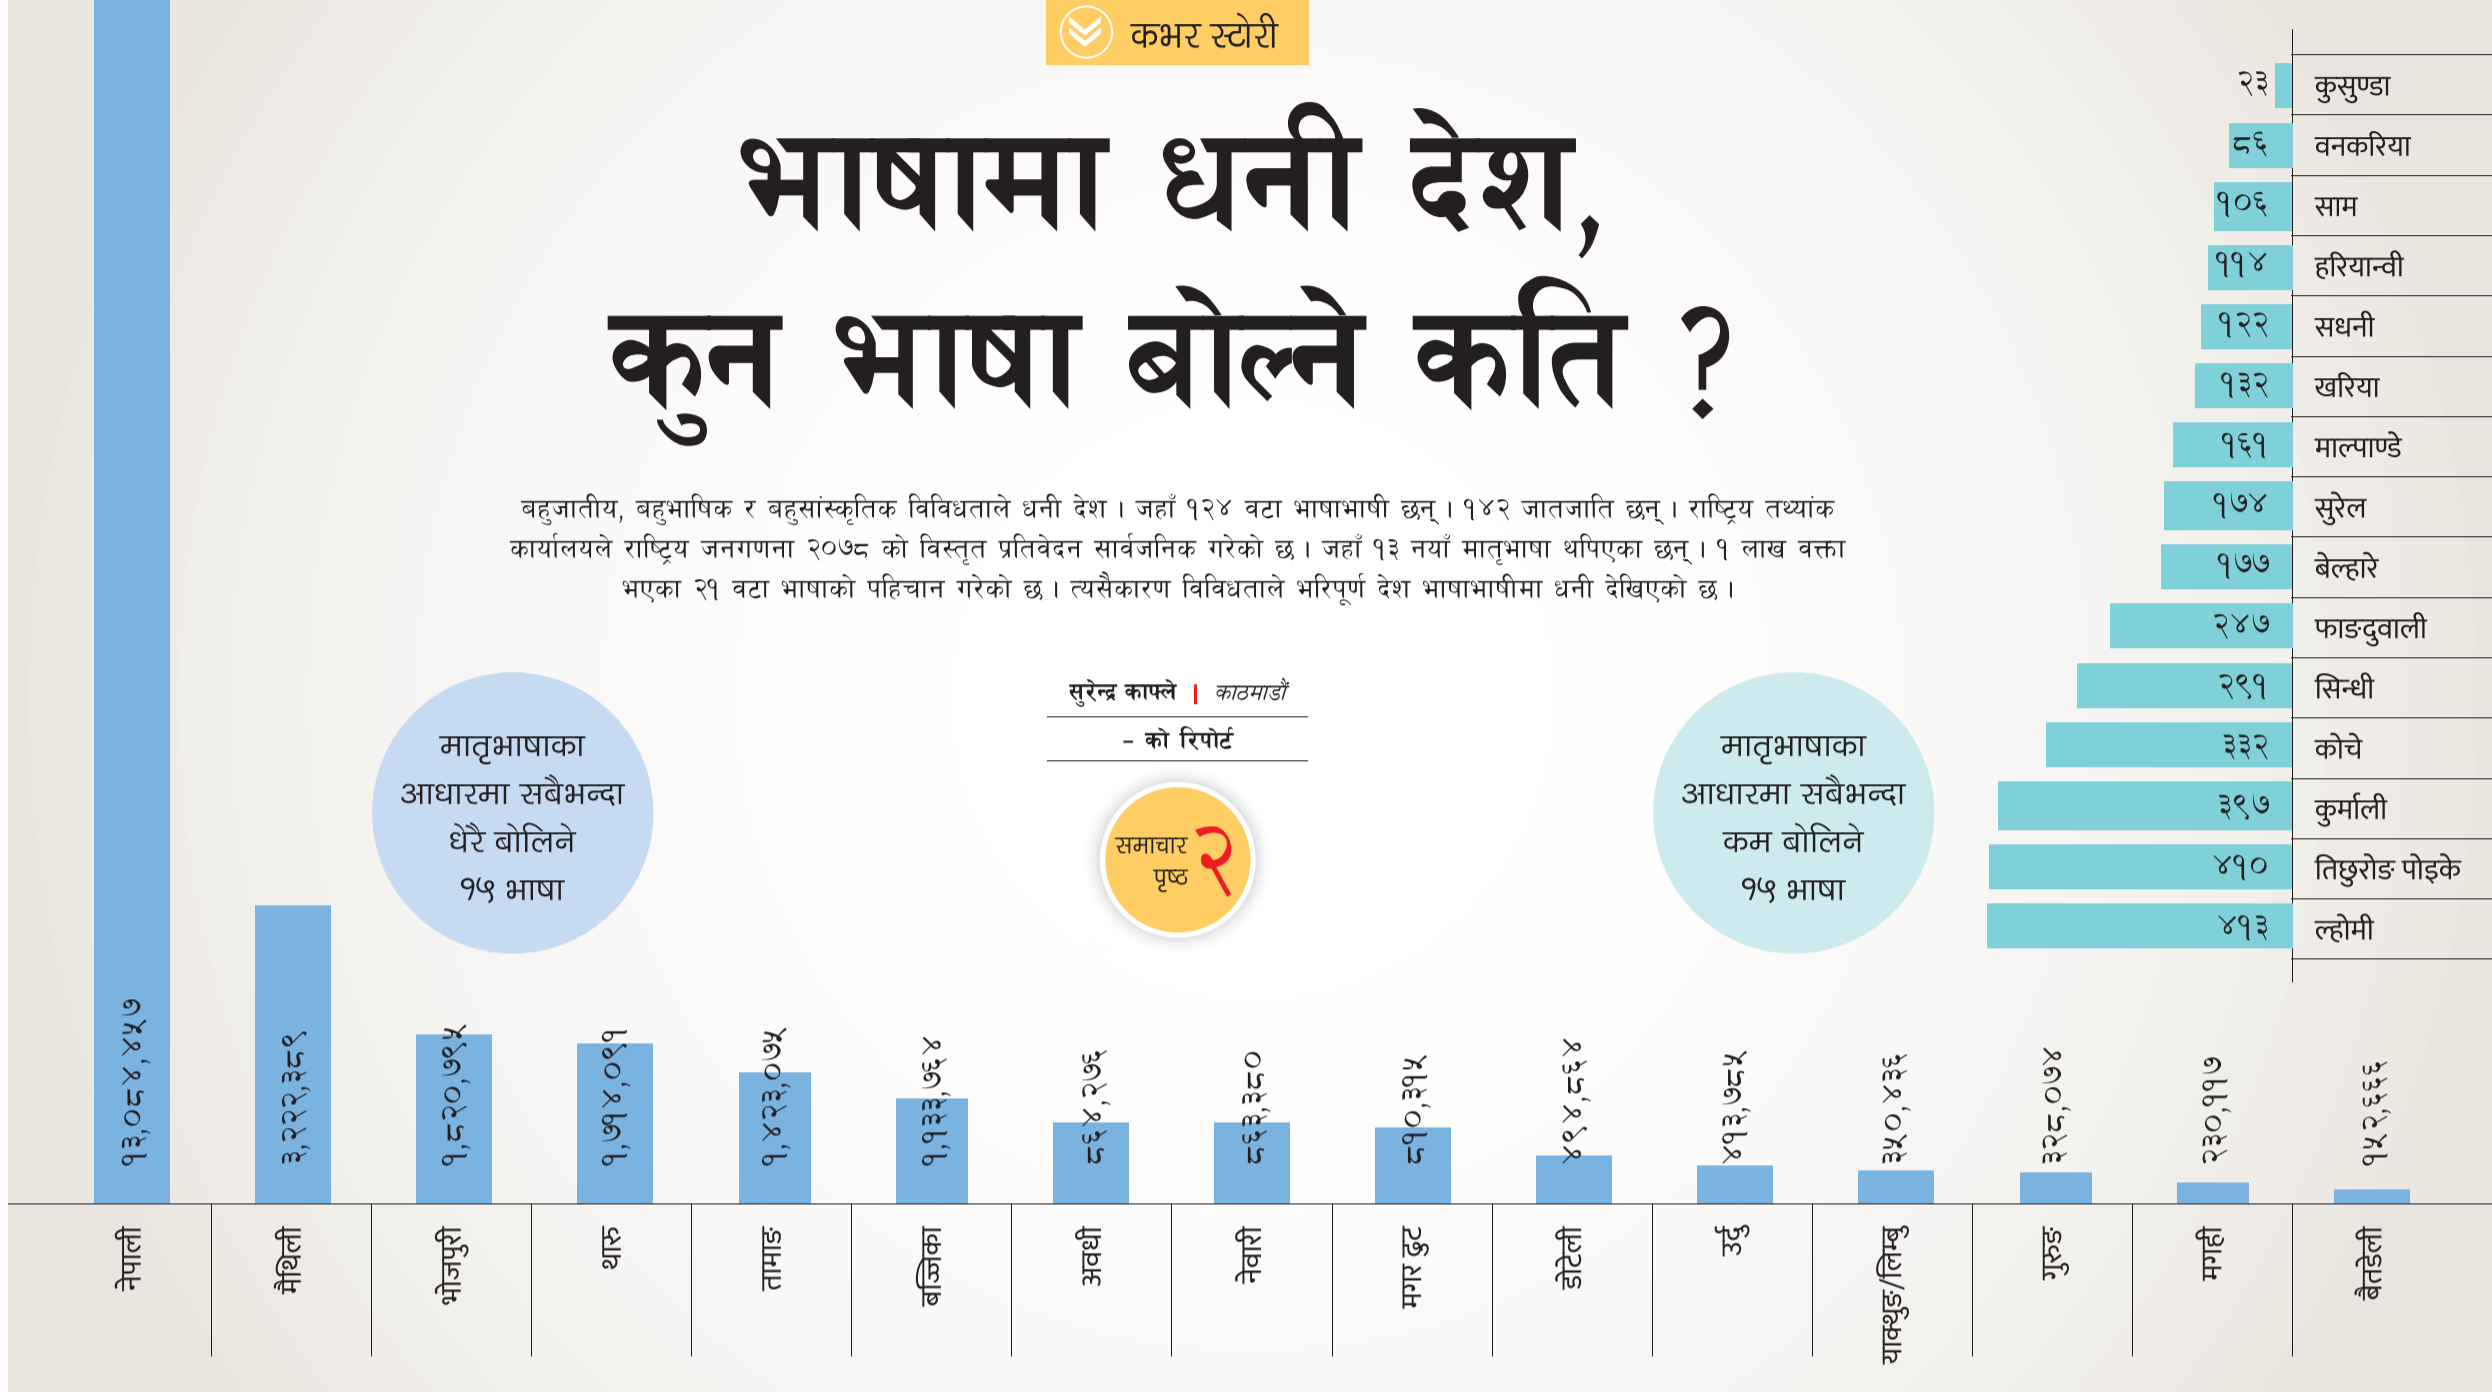 कभर स्टोरी
भाषामा धनी देश,
कुन भाषा बोल्ने कति ?
बहुजातीय, बहुभाषिक र बहुसांस्कृतिक विविधताले धनी देश । जहाँ १२४ वटा भाषाभाषी छन् । १४२ जातजाति छन् । राष्ट्रिय तथ्यांक
कार्यालयले राष्ट्रिय जनगणना २०७८ को विस्तृत प्रतिवेदन सार्वजनिक गरेको छ । जहाँ १३ नयाँ मातृभाषा थपिएका छन् । १ लाख वक्ता
भएका २१ वटा भाषाको पहिचान गरेको छ । त्यसैकारण विविधताले भरिपूर्ण देश भाषाभाषीमा धनी देखिएको छ ।
सुरेन्द्र काफ्ले | काठमाडौं
– को रिपोर्ट
समाचार
पृष्ठ २
मातृभाषाका
आधारमा सबैभन्दा
धेरै बोलिने
१५ भाषा
मातृभाषाका
आधारमा सबैभन्दा
कम बोलिने
१५ भाषा
२३ कुसुण्डा
८६ वनकरिया
१०६ साम
११४ हरियान्वी
१२२ सधनी
१३२ खरिया
१६१ माल्पाण्डे
१७४ सुरेल
१७७ बेल्हारे
२४७ फाङदुवाली
२९१ सिन्धी
३३२ कोचे
३९७ कुर्माली
४१० तिछुरोङ पोइके
४१३ ल्होमी
१३,०८४,४५७
३,२२२,३८९
१,८२०,७९५
१,७१४,०९१
१,४२३,०७५
१,१३३,७६४
८६४,२७६
८६३,३८०
८१०,३१५
४९४,८६४
४१३,७८५
३५०,४३६
३२८,०७४
२३०,११७
१५२,६६६
नेपाली
मैथिली
भोजपुरी
थारु
तामाङ
बज्जिका
अवधी
नेवारी
मगर ढुट
डोटेली
उर्दु
याक्थुङ/लिम्बु
गुरुङ
मगही
बैतडेली